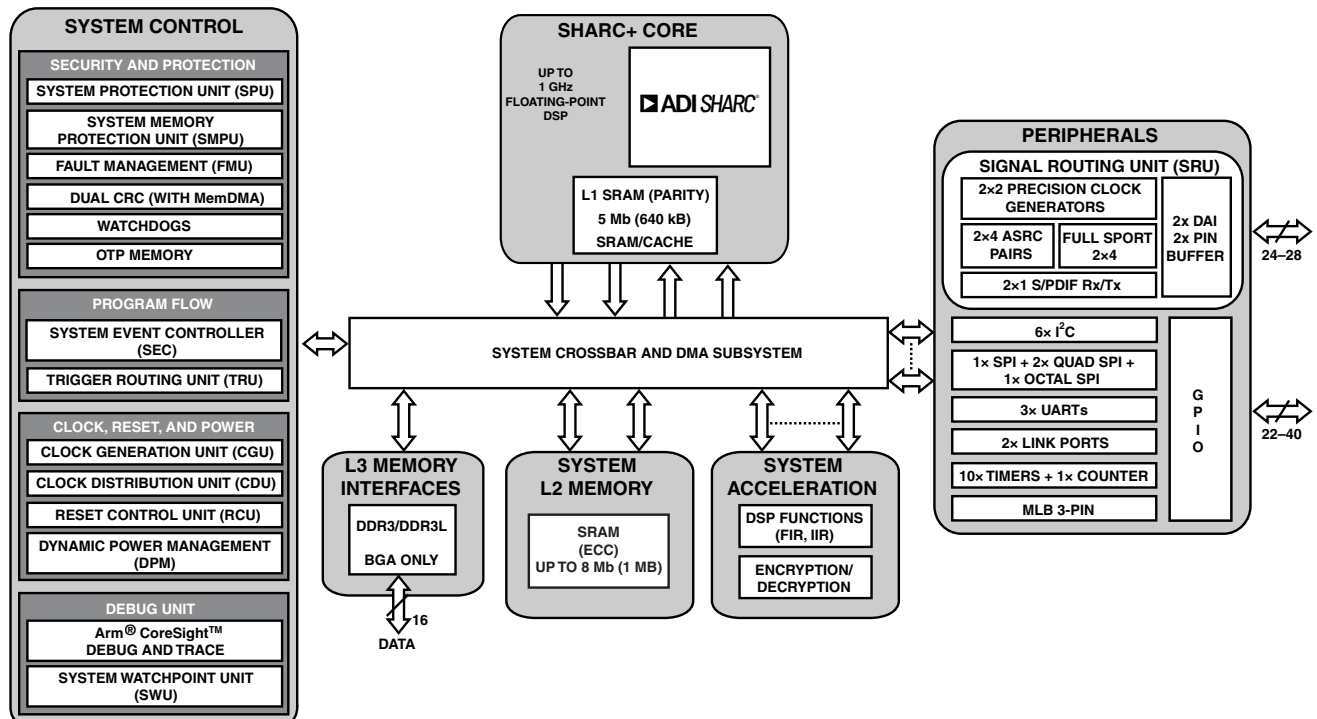 SYSTEM CONTROL
SECURITY AND PROTECTION
SYSTEM PROTECTION UNIT (SPU)
SYSTEM MEMORY
PROTECTION UNIT (SMPU)
FAULT MANAGEMENT (FMU)
DUAL CRC (WITH MemDMA)
WATCHDOGS
OTP MEMORY
PROGRAM FLOW
SYSTEM EVENT CONTROLLER
(SEC)
TRIGGER ROUTING UNIT (TRU)
CLOCK, RESET, AND POWER
CLOCK GENERATION UNIT (CGU)
CLOCK DISTRIBUTION UNIT (CDU)
RESET CONTROL UNIT (RCU)
DYNAMIC POWER MANAGEMENT
(DPM)
DEBUG UNIT
Arm® CoreSight™
DEBUG AND TRACE
SYSTEM WATCHPOINT UNIT
(SWU)
SHARC+ CORE
UP TO
1 GHz
FLOATING-POINT
DSP
ADI SHARC®
L1 SRAM (PARITY)
5 Mb (640 kB)
SRAM/CACHE
SYSTEM CROSSBAR AND DMA SUBSYSTEM
L3 MEMORY
INTERFACES
DDR3/DDR3L
BGA ONLY
16
DATA
SYSTEM
L2 MEMORY
SRAM
(ECC)
UP TO 8 Mb (1 MB)
SYSTEM
ACCELERATION
DSP FUNCTIONS
(FIR, IIR)
ENCRYPTION/
DECRYPTION
PERIPHERALS
SIGNAL ROUTING UNIT (SRU)
2×2 PRECISION CLOCK
GENERATORS
2×4 ASRC
PAIRS
FULL SPORT
2×4
2×1 S/PDIF Rx/Tx
2x DAI
2x PIN
BUFFER
24–28
6× I²C
1× SPI + 2× QUAD SPI +
1× OCTAL SPI
3× UARTs
2× LINK PORTS
10× TIMERS + 1× COUNTER
MLB 3-PIN
GPIO
22–40